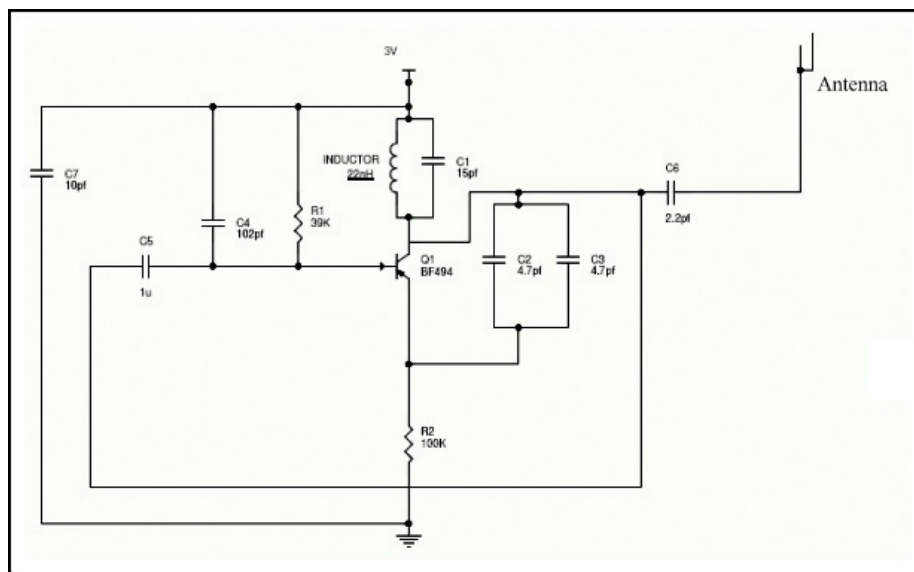 3V
Antenna
C7
10pf
INDUCTOR
22nH
C1
15pf
C6
2.2pf
C4
102pf
R1
39K
C5
1u
Q1
BF494
C2
4.7pf
C3
4.7pf
R2
100K